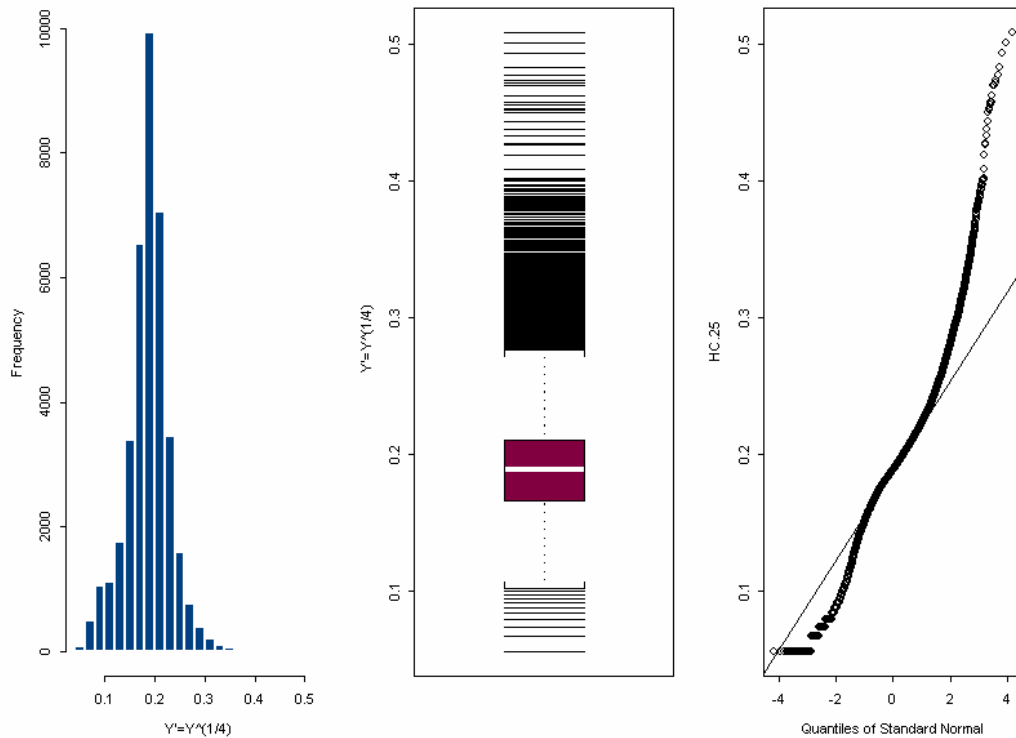 Frequency
0
2000
4000
6000
8000
10000
0.1 0.2 0.3 0.4 0.5
Y'=Y^(1/4)
Y'= Y^(1/4)
0.1
0.2
0.3
0.4
0.5
HC.25
0.1
0.2
0.3
0.4
0.5
-4 -2 0 2 4
Quantiles of Standard Normal